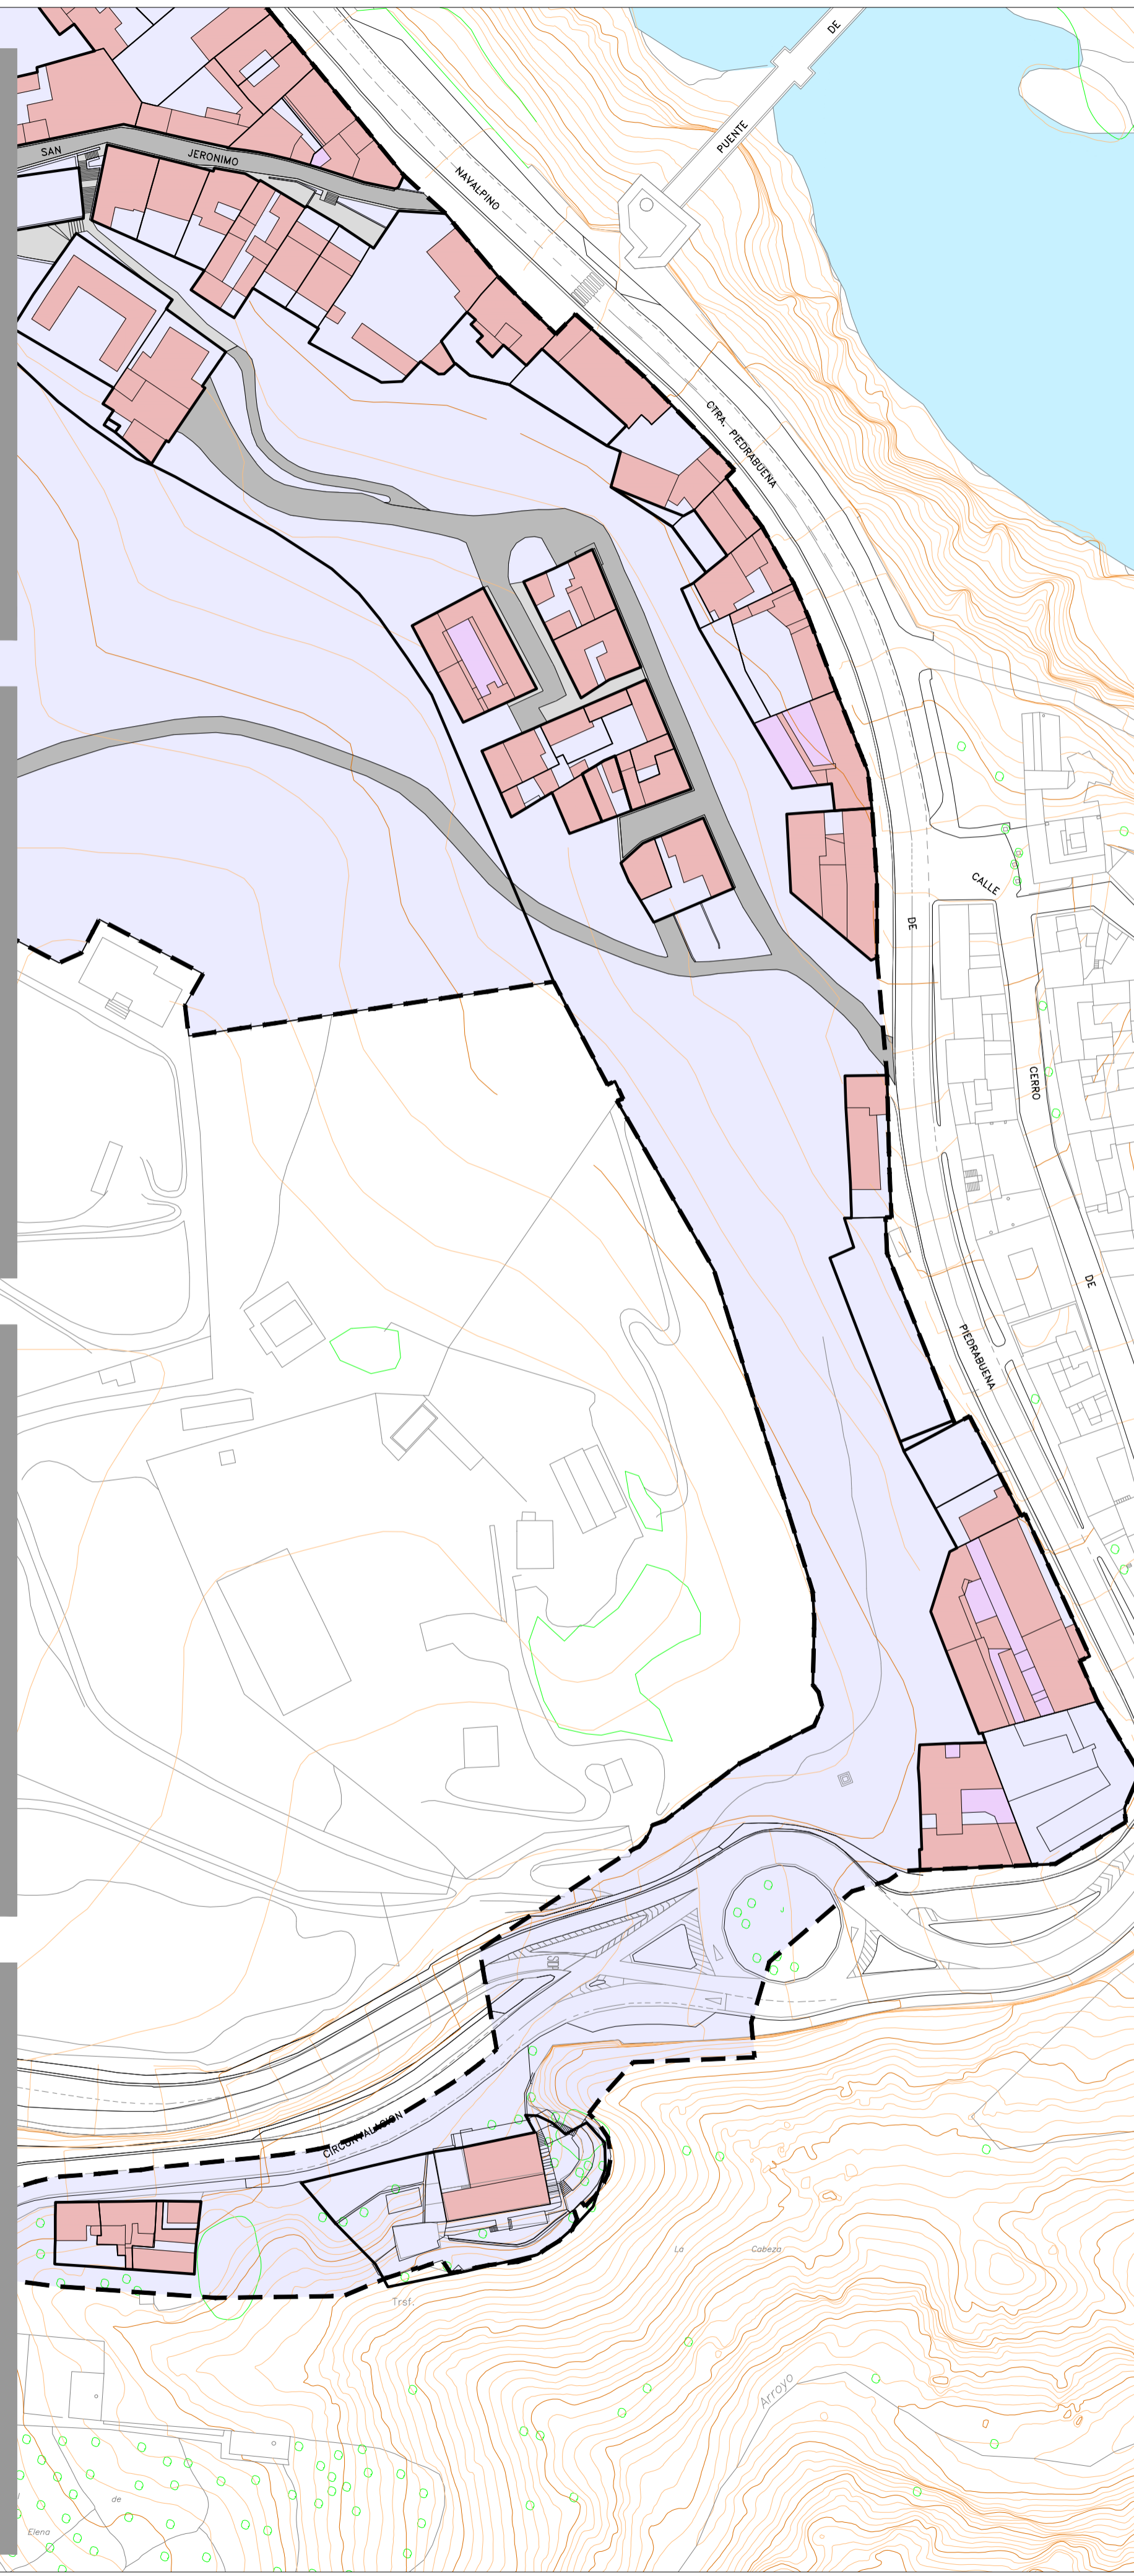 DE
PUENTE
SAN
JERONIMO
NAVALPINO
CTRA. PIEDRABUENA
CALLE
DE
CERRO
DE
PIEDRABUENA
CIRCUNVALACION
La
Cabeza
Trsf.
Arroyo
de
Elena